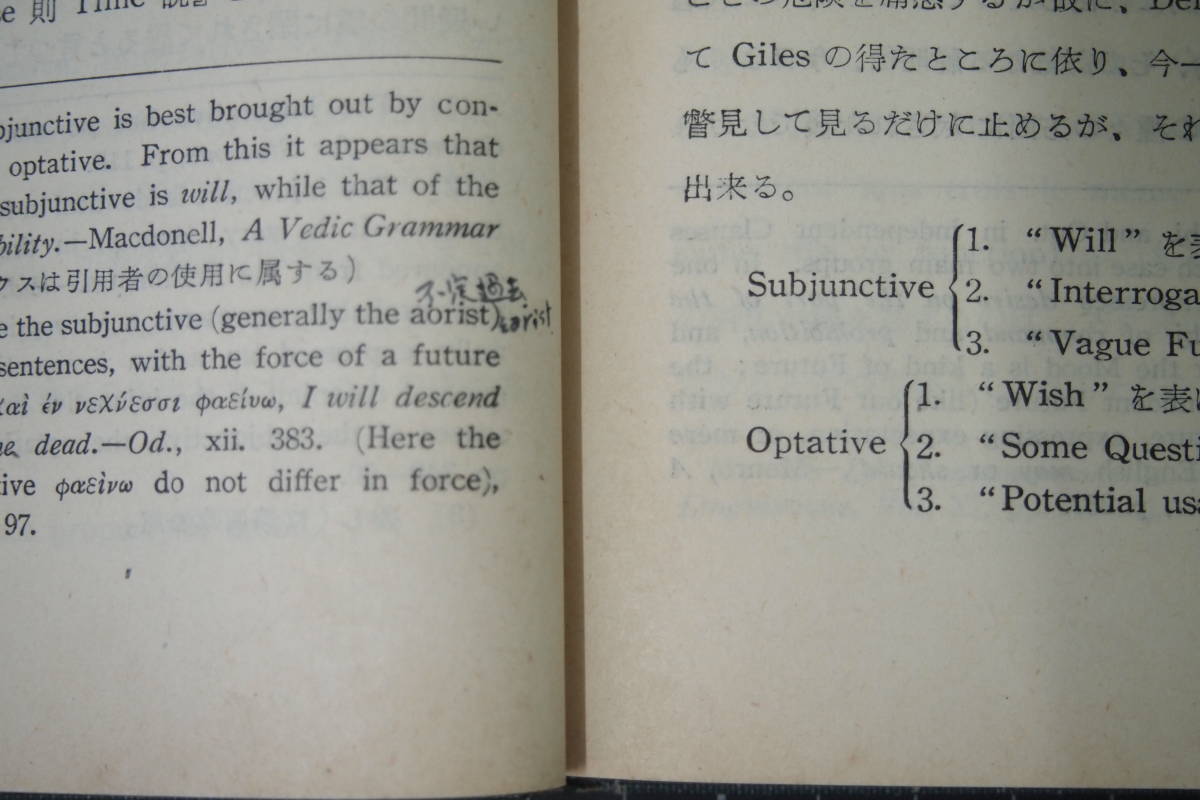 則 Time
bjunctive is best brought out by con-
optative. From this it appears that
subjunctive is will, while that of the
bility.—Macdonell, A Vedic Grammar
クスは引用者の使用に属する)
不定過去
e the subjunctive (generally the aorist), aorist
sentences, with the force of a future
καὶ ἐν νεκύεσσι φαείνω, I will descend
he dead.—Od., xii. 383. (Here the
tive φαείνω do not differ in force),
97.
て Giles の得たところに依り、今一
瞥見して見るだけに止めるが、それ
出来る。
Subjunctive
1. “Will” を表
2. “Interroga
3. “Vague Fu
Optative
1. “Wish” を表は
2. “Some Questi
3. “Potential usa